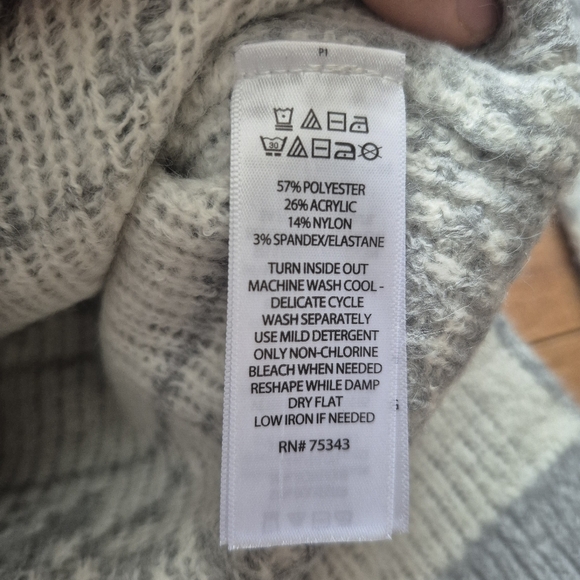 P1
30
57% POLYESTER
26% ACRYLIC
14% NYLON
3% SPANDEX/ELASTANE
TURN INSIDE OUT
MACHINE WASH COOL -
DELICATE CYCLE
WASH SEPARATELY
USE MILD DETERGENT
ONLY NON-CHLORINE
BLEACH WHEN NEEDED
RESHAPE WHILE DAMP
DRY FLAT
LOW IRON IF NEEDED
RN# 75343